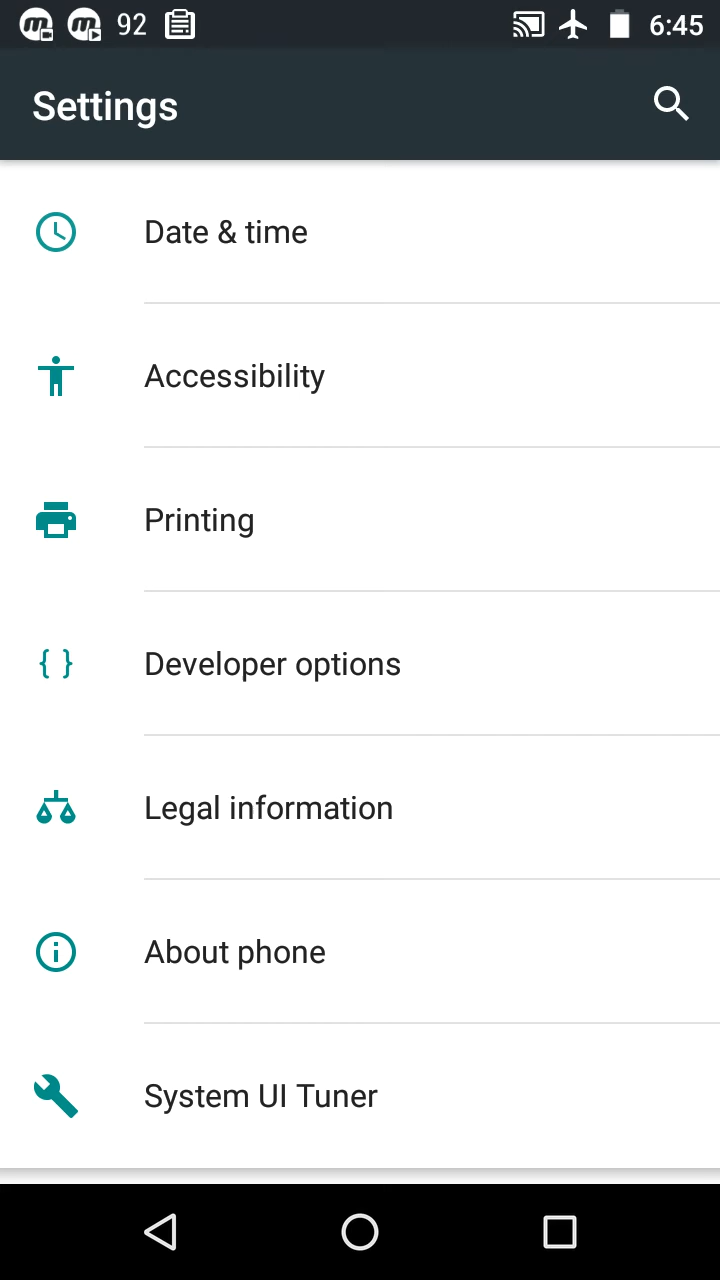 92 6:45
Settings
Date & time
Accessibility
Printing
{ } Developer options
Legal information
About phone
System UI Tuner